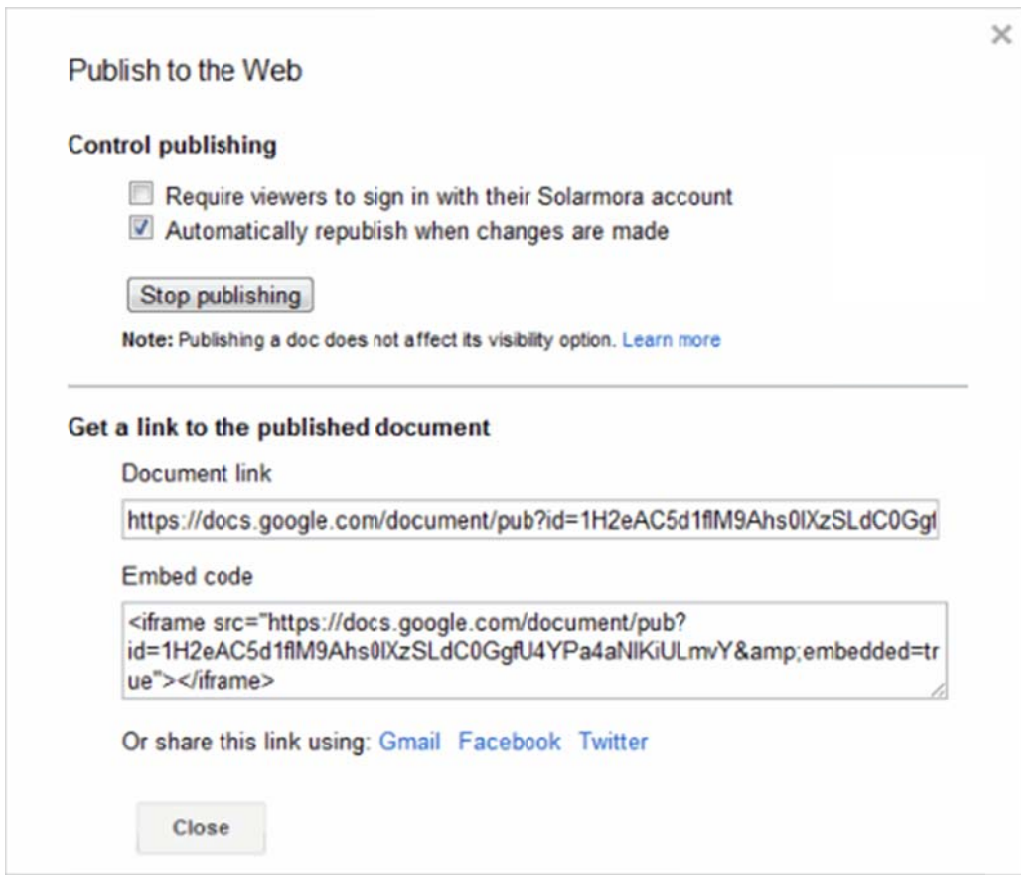 Publish to the Web
Control publishing
Require viewers to sign in with their Solarmora account
Automatically republish when changes are made
Stop publishing
Note: Publishing a doc does not affect its visibility option. Learn more
Get a link to the published document
Document link
https://docs.google.com/document/pub?id=1H2eAC5d1flM9Ahs0lXzSLdC0Ggf
Embed code
<iframe src="https://docs.google.com/document/pub?
id=1H2eAC5d1flM9Ahs0lXzSLdC0GgfU4YPa4aNlKiULmvY&amp;embedded=tr
ue"></iframe>
Or share this link using: Gmail Facebook Twitter
Close